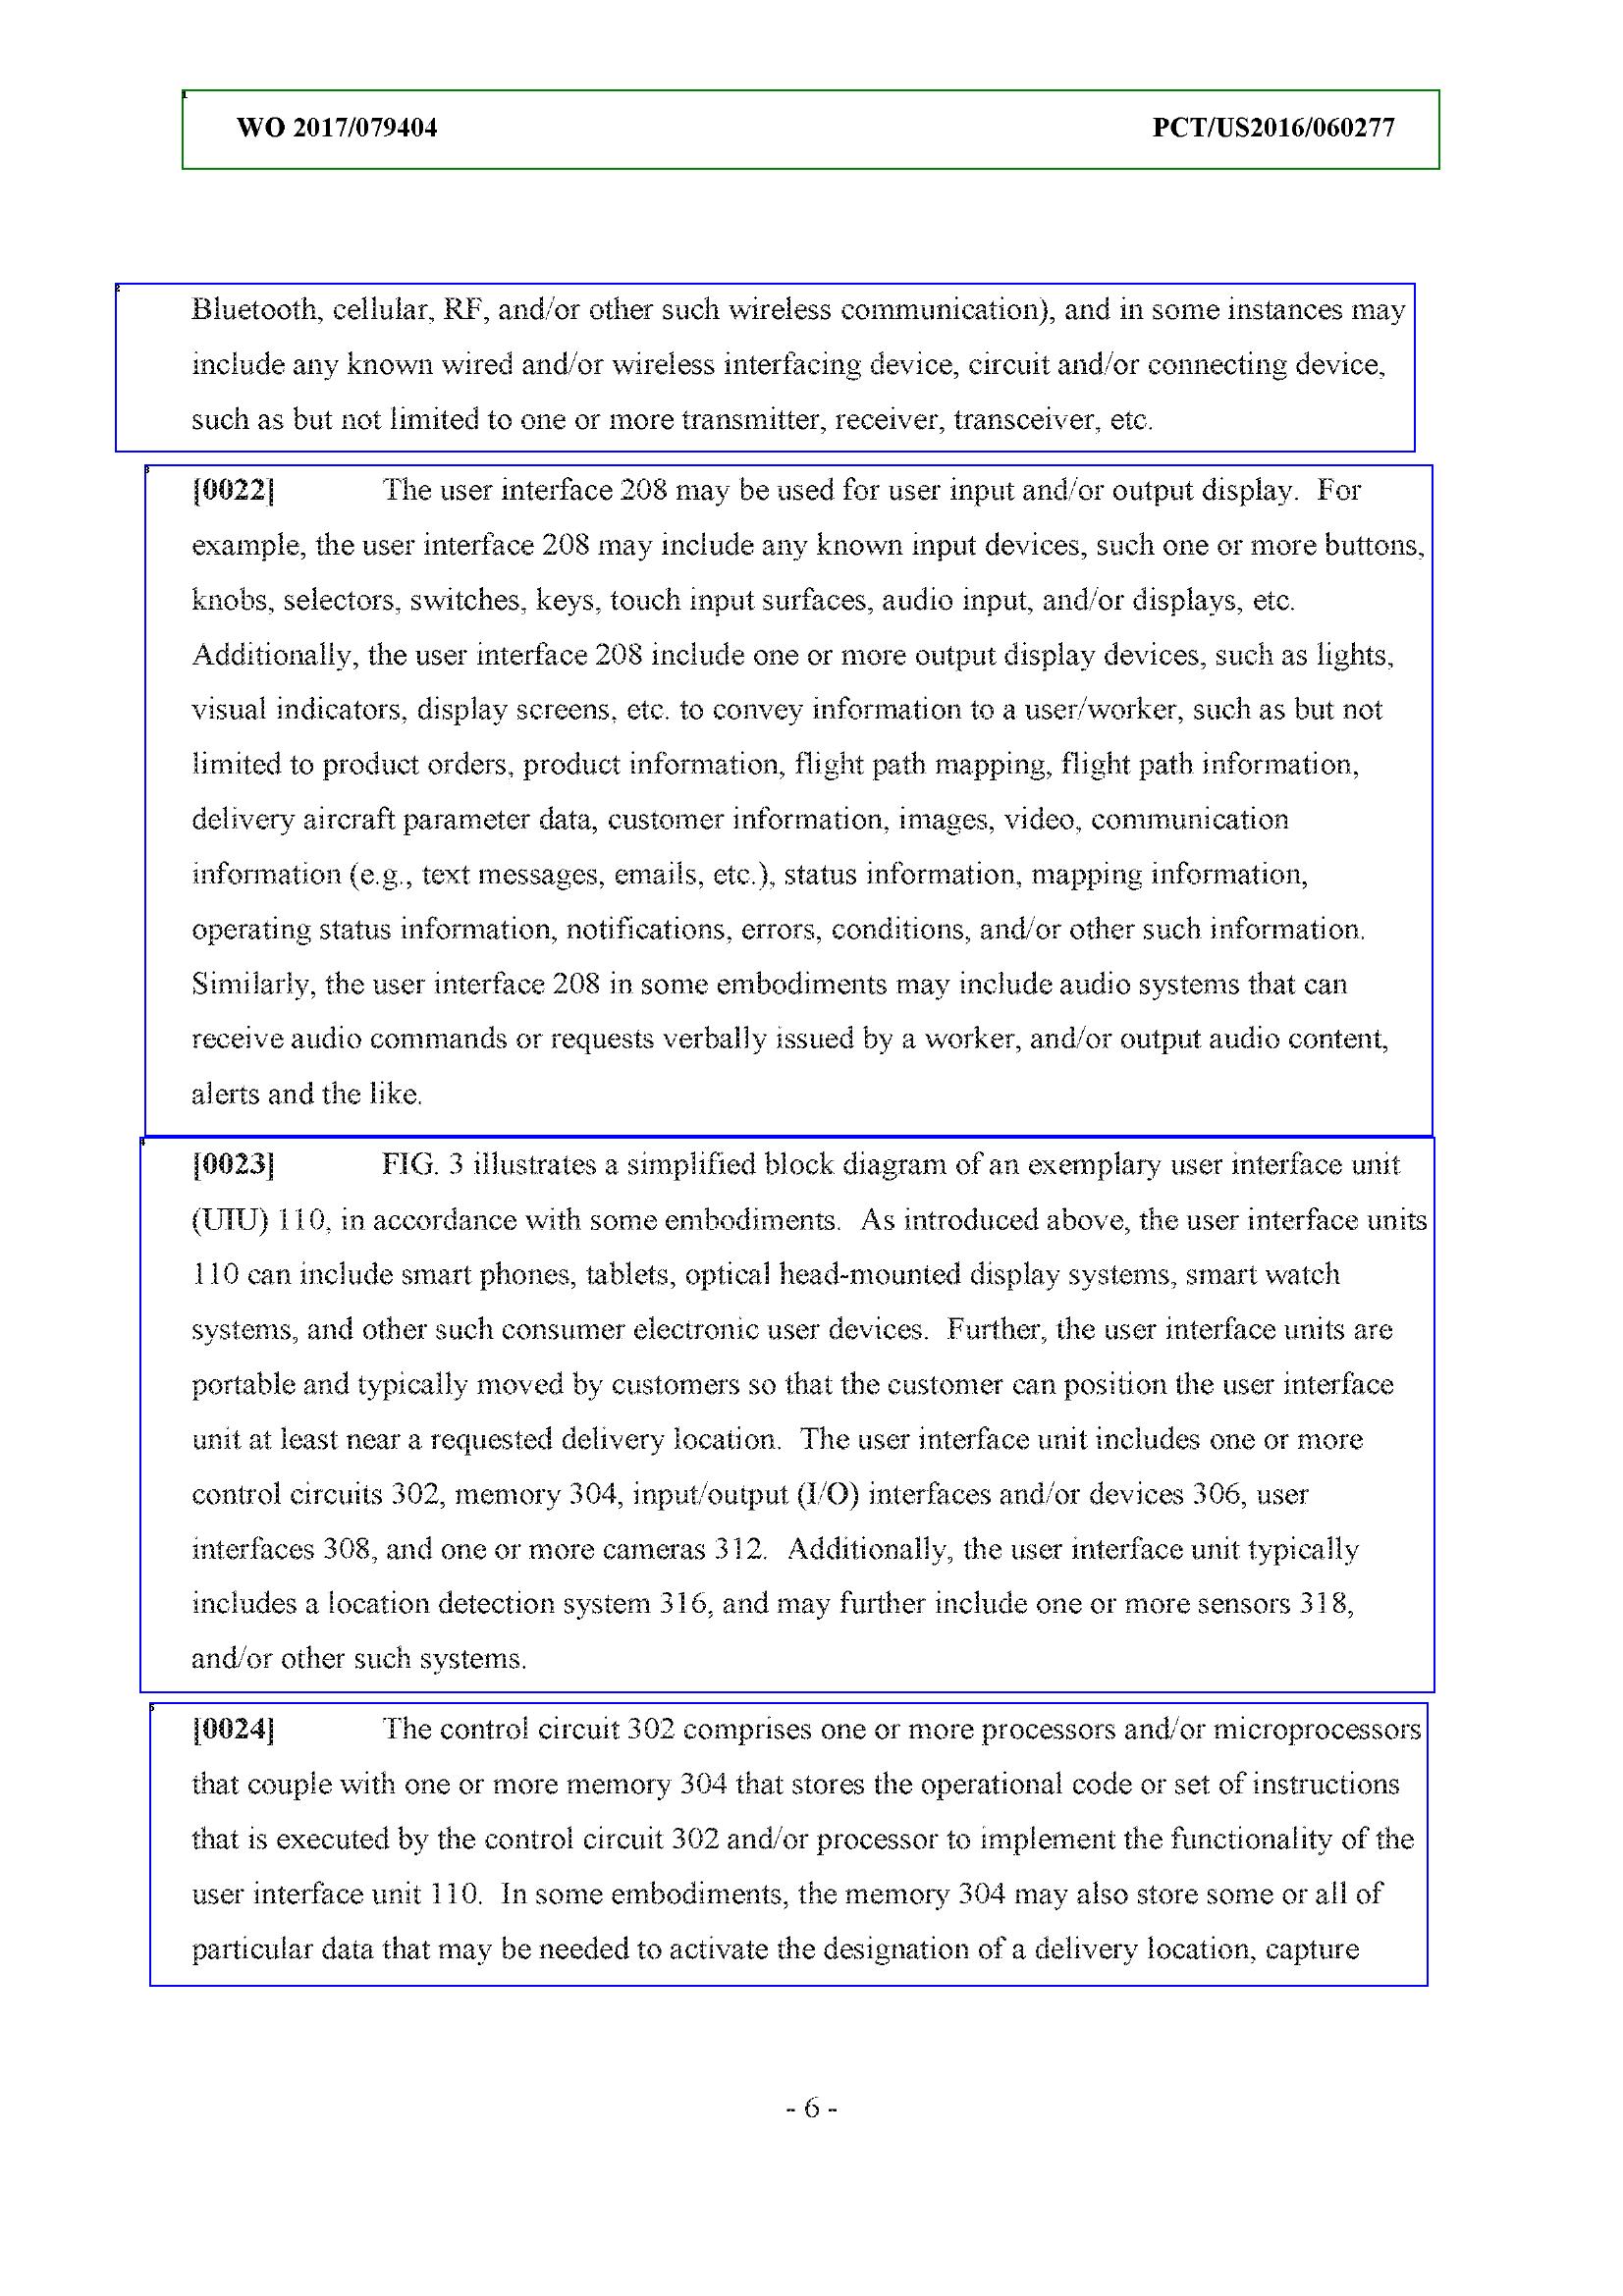 WO 2017/079404 PCT/US2016/060277
Bluetooth, cellular, RF, and/or other such wireless communication), and in some instances may
include any known wired and/or wireless interfacing device, circuit and/or connecting device,
such as but not limited to one or more transmitter, receiver, transceiver, etc.
[0022] The user interface 208 may be used for user input and/or output display. For
example, the user interface 208 may include any known input devices, such one or more buttons,
knobs, selectors, switches, keys, touch input surfaces, audio input, and/or displays, etc.
Additionally, the user interface 208 include one or more output display devices, such as lights,
visual indicators, display screens, etc. to convey information to a user/worker, such as but not
limited to product orders, product information, flight path mapping, flight path information,
delivery aircraft parameter data, customer information, images, video, communication
information (e.g., text messages, emails, etc.), status information, mapping information,
operating status information, notifications, errors, conditions, and/or other such information.
Similarly, the user interface 208 in some embodiments may include audio systems that can
receive audio commands or requests verbally issued by a worker, and/or output audio content,
alerts and the like.
[0023] FIG. 3 illustrates a simplified block diagram of an exemplary user interface unit
(UIU) 110, in accordance with some embodiments. As introduced above, the user interface units
110 can include smart phones, tablets, optical head-mounted display systems, smart watch
systems, and other such consumer electronic user devices. Further, the user interface units are
portable and typically moved by customers so that the customer can position the user interface
unit at least near a requested delivery location. The user interface unit includes one or more
control circuits 302, memory 304, input/output (I/O) interfaces and/or devices 306, user
interfaces 308, and one or more cameras 312. Additionally, the user interface unit typically
includes a location detection system 316, and may further include one or more sensors 318,
and/or other such systems.
[0024] The control circuit 302 comprises one or more processors and/or microprocessors
that couple with one or more memory 304 that stores the operational code or set of instructions
that is executed by the control circuit 302 and/or processor to implement the functionality of the
user interface unit 110. In some embodiments, the memory 304 may also store some or all of
particular data that may be needed to activate the designation of a delivery location, capture
- 6 -